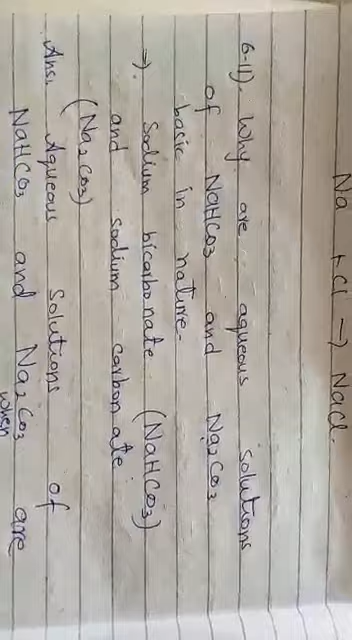 Na + Cl → NaCl.
6-11). Why are aqueous solutions
of NaHCO3 and Na2CO3
basic in nature.
⇒). Sodium bicarbonate (NaHCO3)
and sodium carbonate
(Na2CO3)
Ans. Aqueous Solutions of
NaHCO3 and Na2CO3 are
when